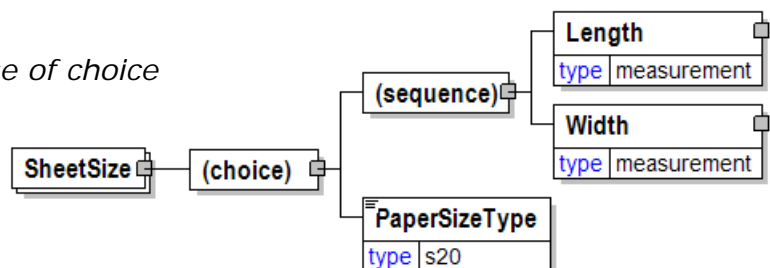 of choice
SheetSize
(choice)
(sequence)
Length
type measurement
Width
type measurement
PaperSizeType
type s20